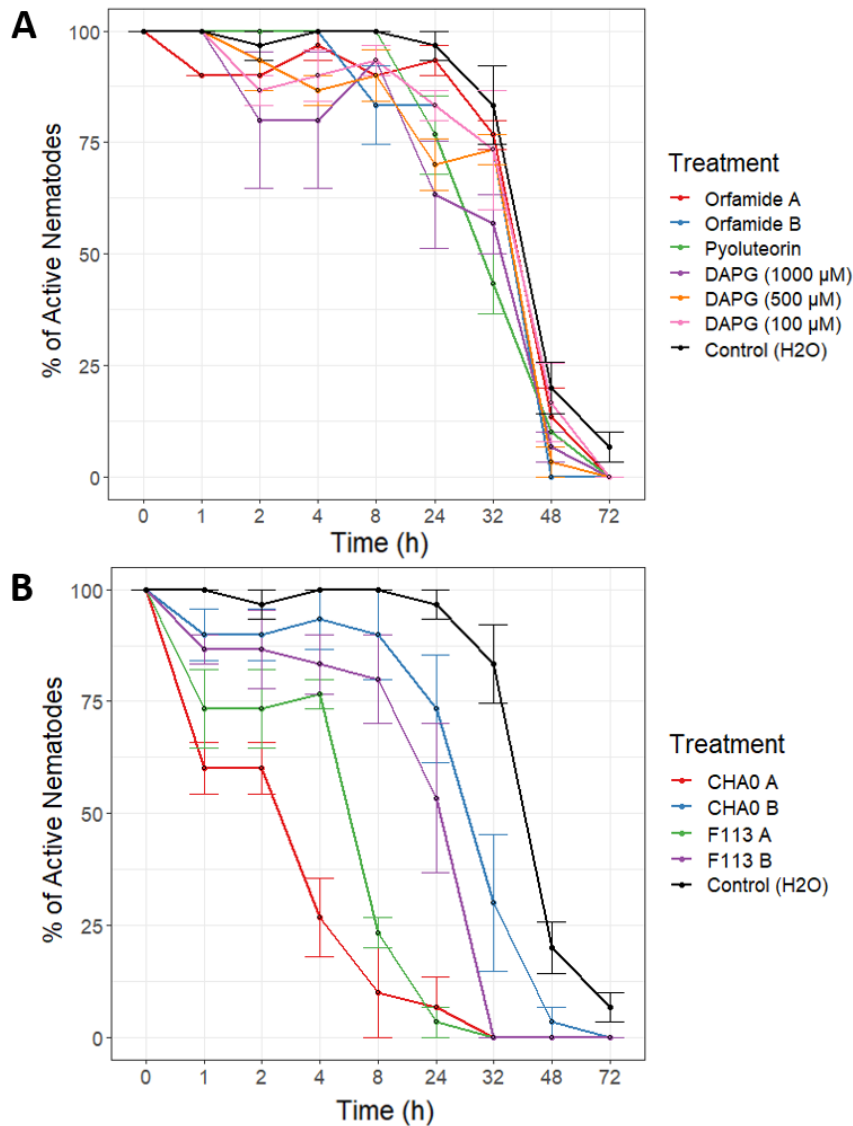 A
% of Active Nematodes
100
75
50
25
0
0 1 2 4 8 24 32 48 72
Time (h)
Treatment
Orfamide A
Orfamide B
Pyoluteorin
DAPG (1000 µM)
DAPG (500 µM)
DAPG (100 µM)
Control (H2O)
B
% of Active Nematodes
100
75
50
25
0
0 1 2 4 8 24 32 48 72
Time (h)
Treatment
CHA0 A
CHA0 B
F113 A
F113 B
Control (H2O)